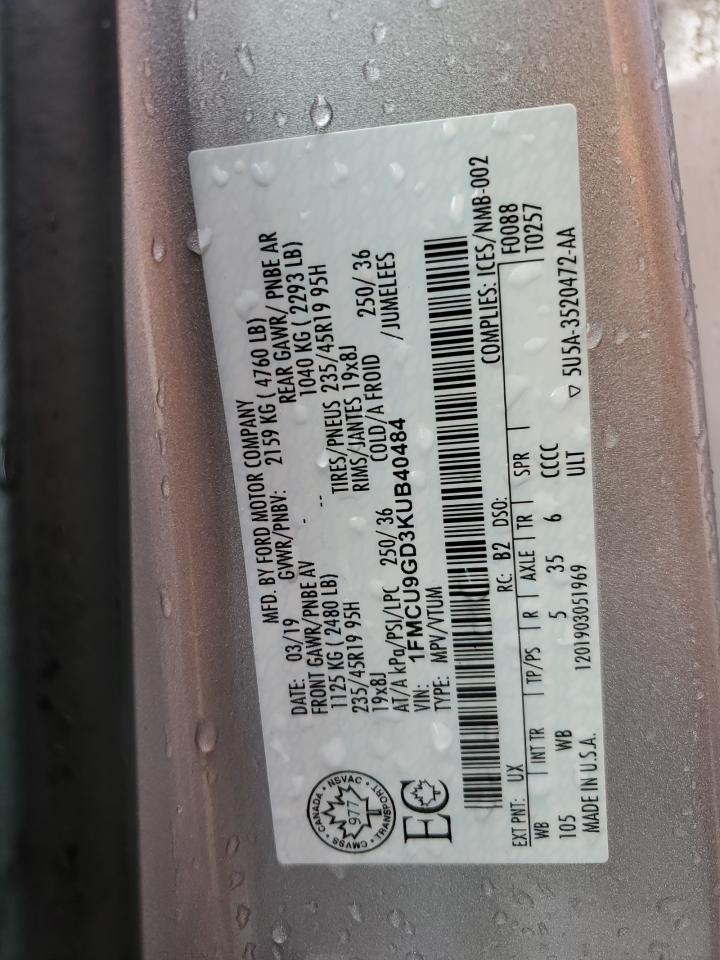 MFD. BY FORD MOTOR COMPANY
DATE: 03/19 GVWR/PNBV: 2159 KG ( 4760 LB)
FRONT GAWR/PNBE AV - REAR GAWR/ PNBE AR
1125 KG ( 2480 LB) -- 1040 KG ( 2293 LB)
235/45R19 95H TIRES/PNEUS 235/45R19 95H
19x8J RIMS/JANTES 19x8J
AT/A kPa/PSI/LPC 250/ 36 COLD/A FROID 250/ 36
VIN: 1FMCU9GD3KUB40484 /JUMELEES
TYPE: MPV/VTUM
CANADA • NSVAC • TRANSPORT • CMVSS •
977
EC
COMPLIES: ICES/NMB-002
EXT PNT: UX RC: B2 DSO: F0088
WB INT TR TP/PS R AXLE TR SPR T0257
105 WB 5 35 6 CCCC
MADE IN U.S.A. 1201903051969 ULT ▽ 5U5A-3520472-AA